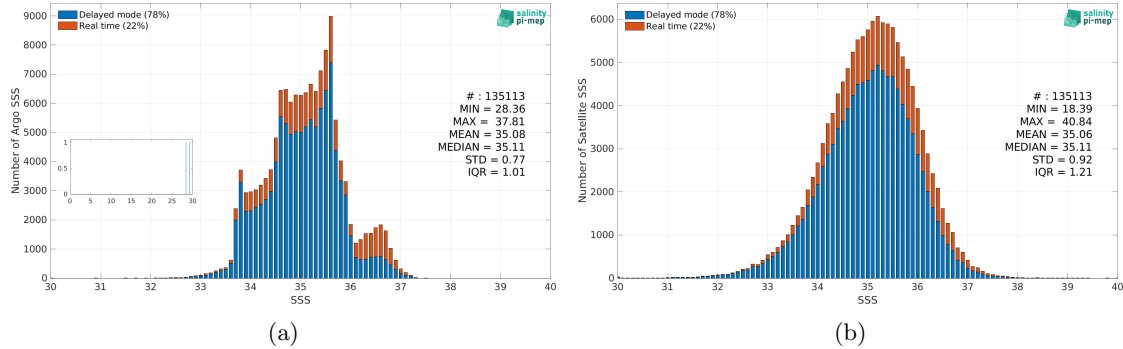 Delayed mode (78%)
Real time (22%)
salinity
pi-mep
Number of Argo SSS
9000
8000
7000
6000
5000
4000
3000
2000
1000
0
# : 135113
MIN = 28.36
MAX = 37.81
MEAN = 35.08
MEDIAN = 35.11
STD = 0.77
IQR = 1.01
1
0.5
0
0 5 10 15 20 25 30
30 31 32 33 34 35 36 37 38 39 40
SSS
(a)
Delayed mode (78%)
Real time (22%)
salinity
pi-mep
Number of Satellite SSS
6000
5000
4000
3000
2000
1000
0
# : 135113
MIN = 18.39
MAX = 40.84
MEAN = 35.06
MEDIAN = 35.11
STD = 0.92
IQR = 1.21
30 31 32 33 34 35 36 37 38 39 40
SSS
(b)